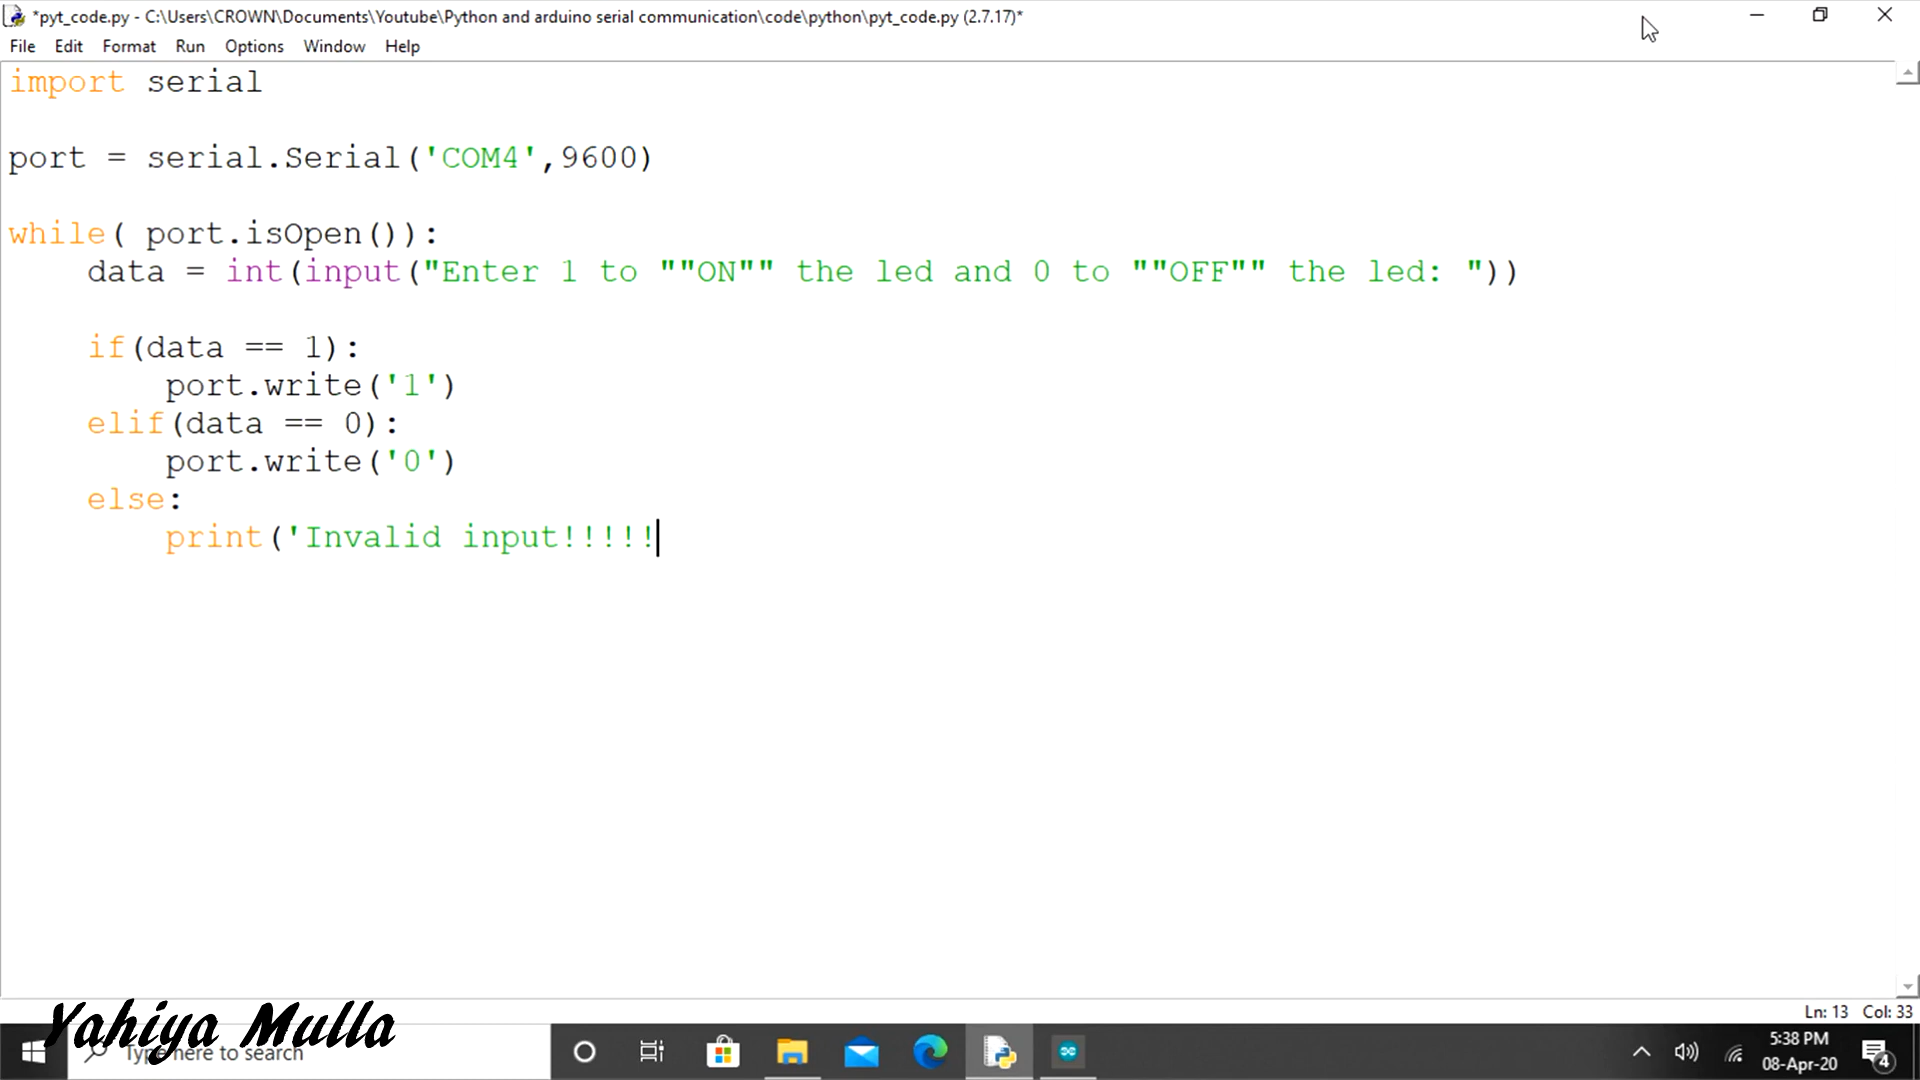 *pyt_code.py - C:\Users\CROWN\Documents\Youtube\Python and arduino serial communication\code\python\pyt_code.py (2.7.17)*
File Edit Format Run Options Window Help
import serial
port = serial.Serial('COM4',9600)
while( port.isOpen()):
    data = int(input("Enter 1 to ""ON"" the led and 0 to ""OFF"" the led: "))
    if(data == 1):
        port.write('1')
    elif(data == 0):
        port.write('0')
    else:
        print('Invalid input!!!!!
Ln: 13 Col: 33
Yahiya Mulla
Type here to search
5:38 PM
08-Apr-20
4